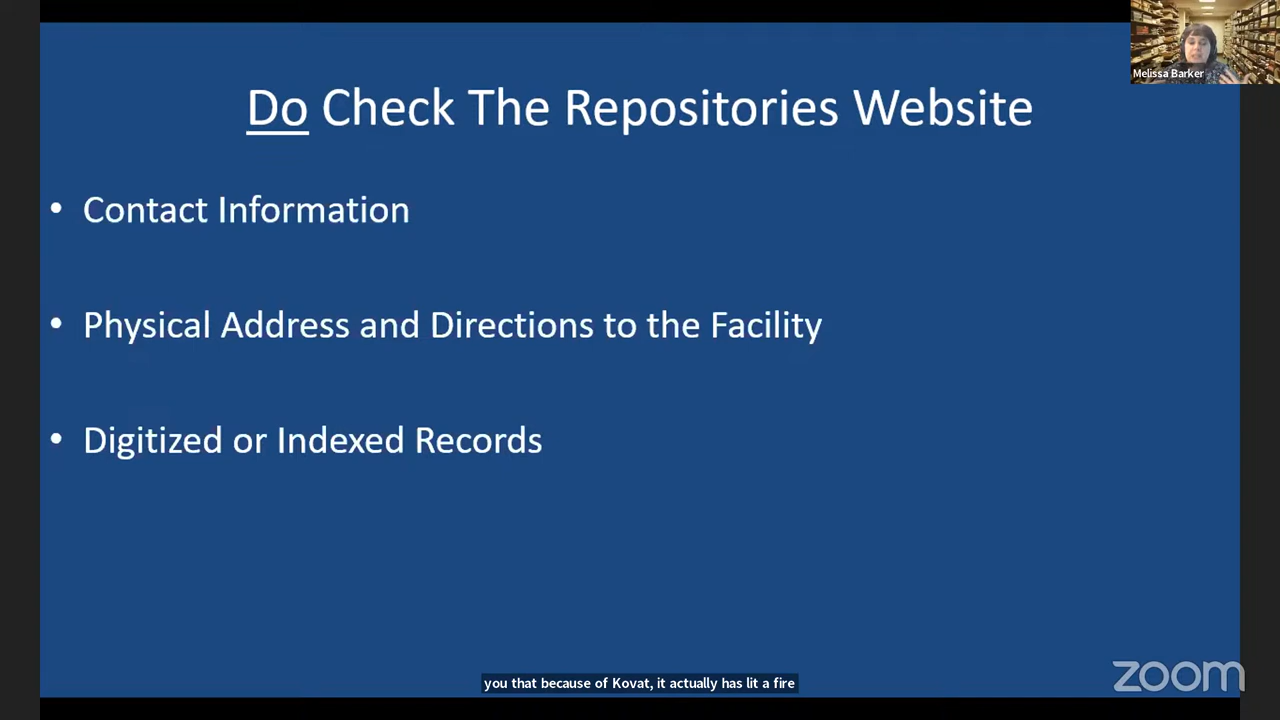 Melissa Barker
Do Check The Repositories Website
• Contact Information
• Physical Address and Directions to the Facility
• Digitized or Indexed Records
you that because of Kovat, it actually has lit a fire
zoom